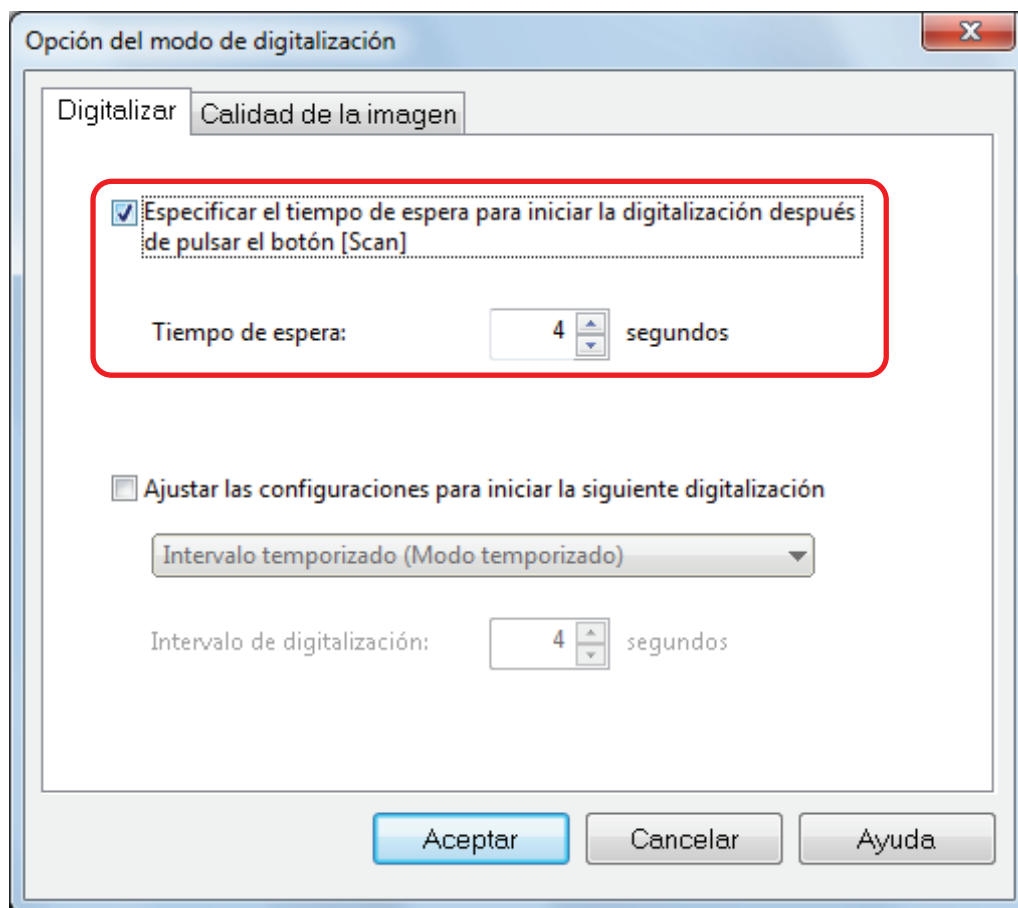 Opción del modo de digitalización
Digitalizar
Calidad de la imagen
Especificar el tiempo de espera para iniciar la digitalización después
de pulsar el botón [Scan]
Tiempo de espera: 4 segundos
Ajustar las configuraciones para iniciar la siguiente digitalización
Intervalo temporizado (Modo temporizado)
Intervalo de digitalización: 4 segundos
Aceptar Cancelar Ayuda